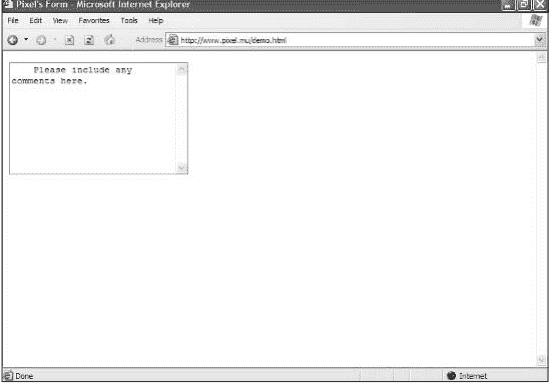 Pixel's Form - Microsoft Internet Explorer
File Edit View Favorites Tools Help
Address http://www.pixel.mu/demo.html
Please include any
comments here.
Done Internet